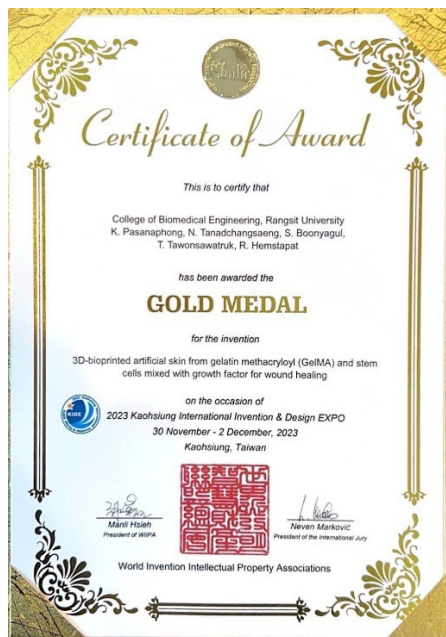 Certificate of Award
This is to certify that
College of Biomedical Engineering, Rangsit University
K. Pasanaphong, N. Tanadchangsaeng, S. Boonyagul,
T. Tawonsawatruk, R. Hemstapat
has been awarded the
GOLD MEDAL
for the invention
3D-bioprinted artificial skin from gelatin methacryloyl (GelMA) and stem
cells mixed with growth factor for wound healing
on the occasion of
KIDE
2023 Kaohsiung International Invention & Design EXPO
30 November - 2 December, 2023
Kaohsiung, Taiwan
Manli Hsieh
President of WIIPA
Neven Marković
President of the International Jury
World Invention Intellectual Property Associations